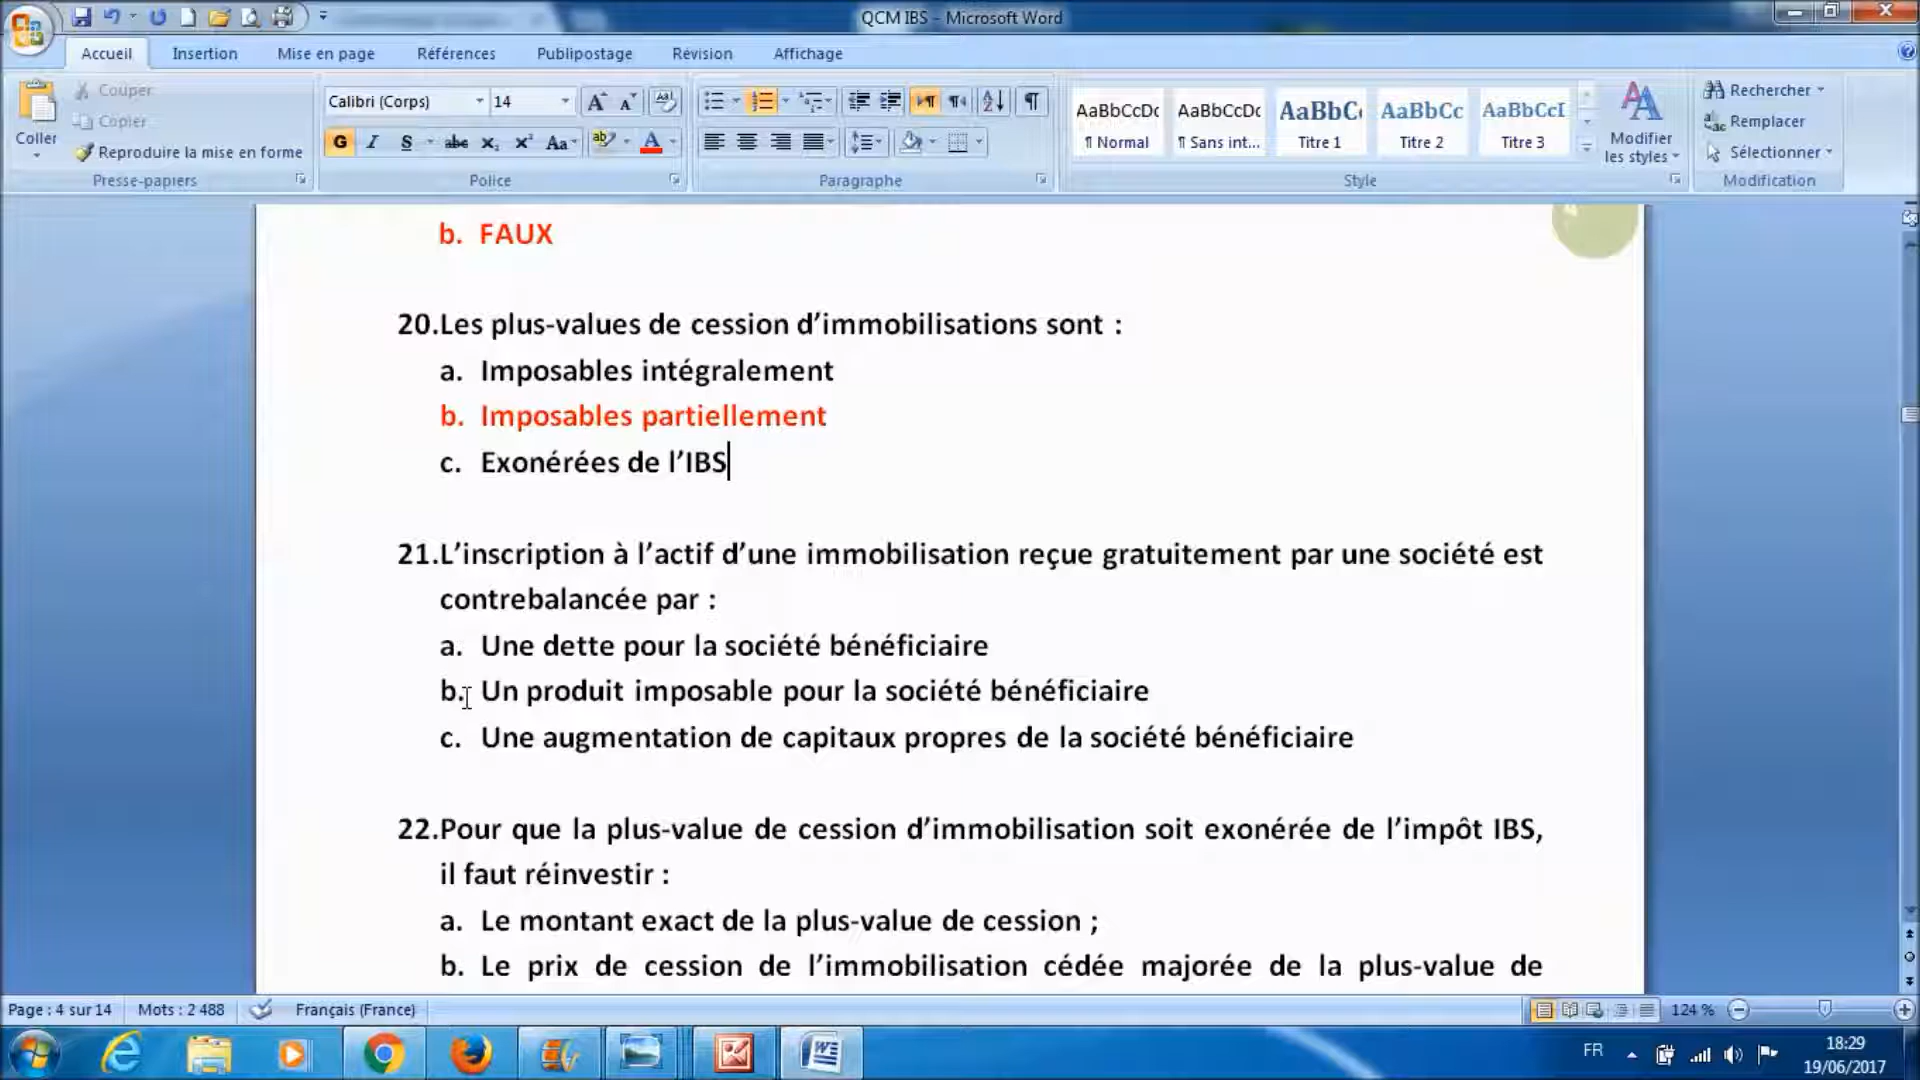 QCM IBS - Microsoft Word
Accueil Insertion Mise en page Références Publipostage Révision Affichage
Coller
Couper
Copier
Reproduire la mise en forme
Presse-papiers
Calibri (Corps) 14
G I S abc x₂ x² Aa
Police
Paragraphe
AaBbCcDc AaBbCcDc AaBbC AaBbCc AaBbCcI
¶ Normal ¶ Sans int... Titre 1 Titre 2 Titre 3
Style
Modifier
les styles
Rechercher
Remplacer
Sélectionner
Modification
b. FAUX
20.Les plus-values de cession d’immobilisations sont :
a. Imposables intégralement
b. Imposables partiellement
c. Exonérées de l’IBS
21.L’inscription à l’actif d’une immobilisation reçue gratuitement par une société est
contrebalancée par :
a. Une dette pour la société bénéficiaire
b. Un produit imposable pour la société bénéficiaire
c. Une augmentation de capitaux propres de la société bénéficiaire
22.Pour que la plus-value de cession d’immobilisation soit exonérée de l’impôt IBS,
il faut réinvestir :
a. Le montant exact de la plus-value de cession ;
b. Le prix de cession de l’immobilisation cédée majorée de la plus-value de
Page : 4 sur 14 Mots : 2 488 Français (France) 124 %
FR 18:29
19/06/2017